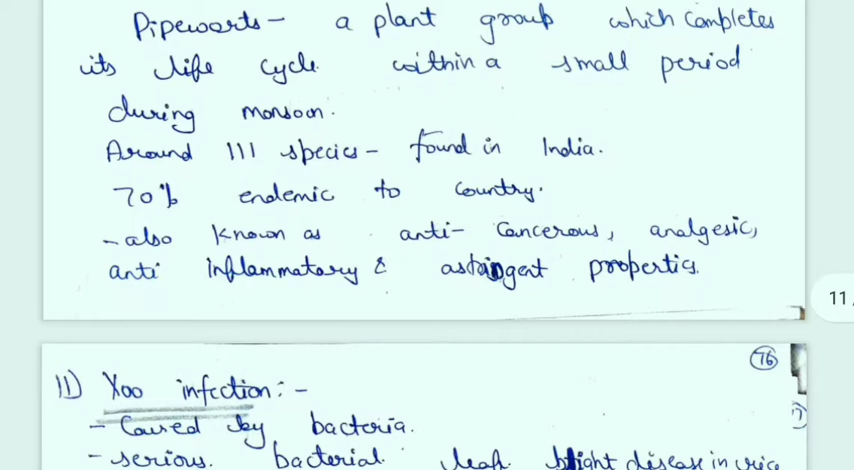 Pipeworts - a plant group which completes
its life cycle within a small period
during monsoon.
Around 111 species - found in India.
70% endemic to country.
- also known as anti- cancerous, analgesic,
anti inflammatory & astringent properties.
11
76
11) Xoo infection: -
- Caused by bacteria.
- serious bacterial leaf blight disease in rice